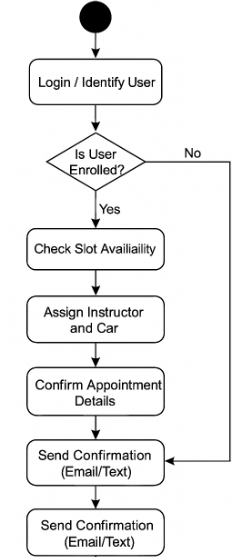 Login / Identify User
Is User
Enrolled?
No
Yes
Check Slot Availiaility
Assign Instructor
and Car
Confirm Appointment
Details
Send Confirmation
(Email/Text)
Send Confirmation
(Email/Text)